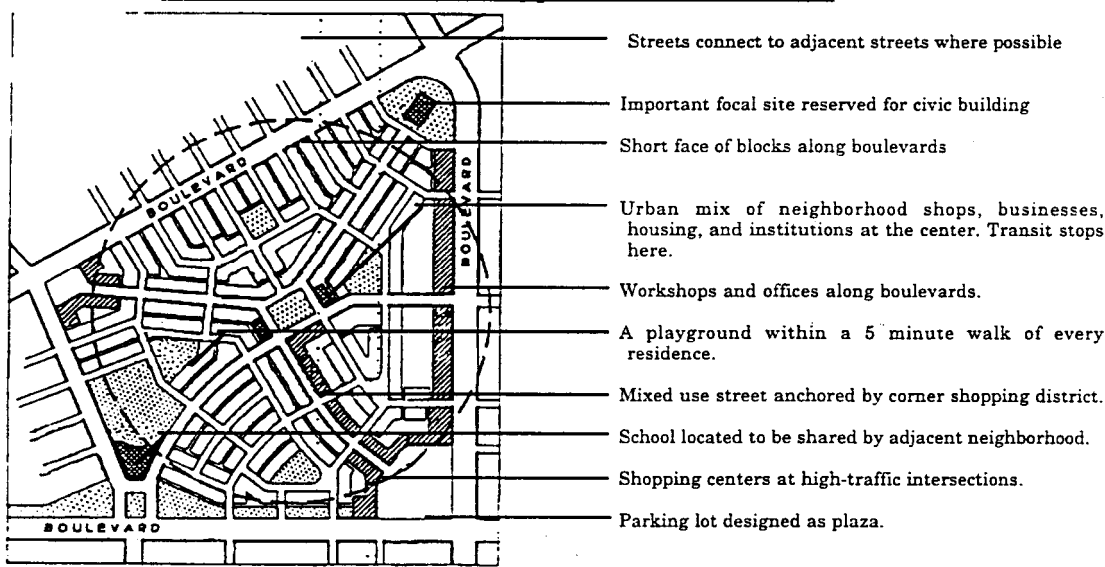 Streets connect to adjacent streets where possible
Important focal site reserved for civic building
Short face of blocks along boulevards
BOULEVARD
BOULEVARD
Urban mix of neighborhood shops, businesses,
housing, and institutions at the center. Transit stops
here.
Workshops and offices along boulevards.
A playground within a 5 minute walk of every
residence.
Mixed use street anchored by corner shopping district.
School located to be shared by adjacent neighborhood.
Shopping centers at high-traffic intersections.
Parking lot designed as plaza.
BOULEVARD